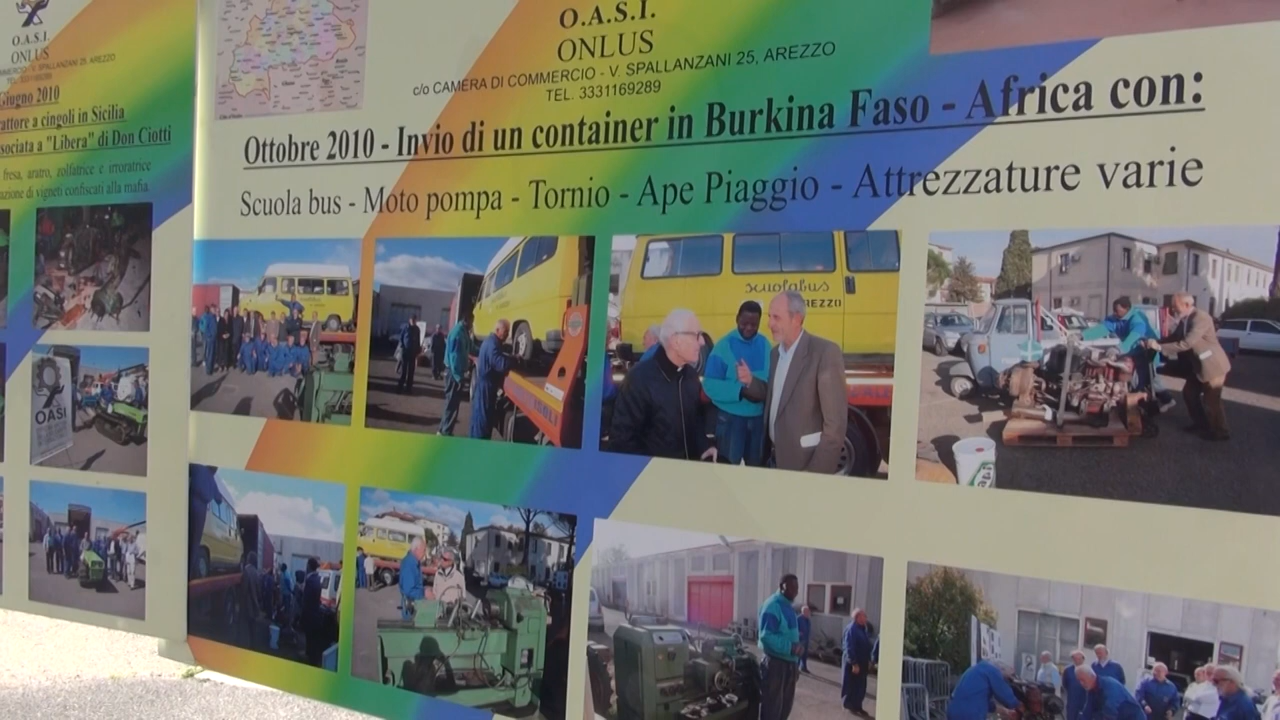 O.A.S.I.
ONLUS
TEL. 3331169289
Giugno 2010
a cingoli in Sicilia
"Libera" di Don Ciotti
fresa, aratro, zolfatrice e irroratrice
di vigneti confiscati alla mafia
OASI
O.A.S.I.
ONLUS
c/o CAMERA DI COMMERCIO - V. SPALLANZANI 25, AREZZO
TEL. 3331169289
Ottobre 2010 - Invio di un container in Burkina Faso - Africa con:
Scuola bus - Moto pompa - Tornio - Ape Piaggio - Attrezzature varie
scuolabus
AREZZO